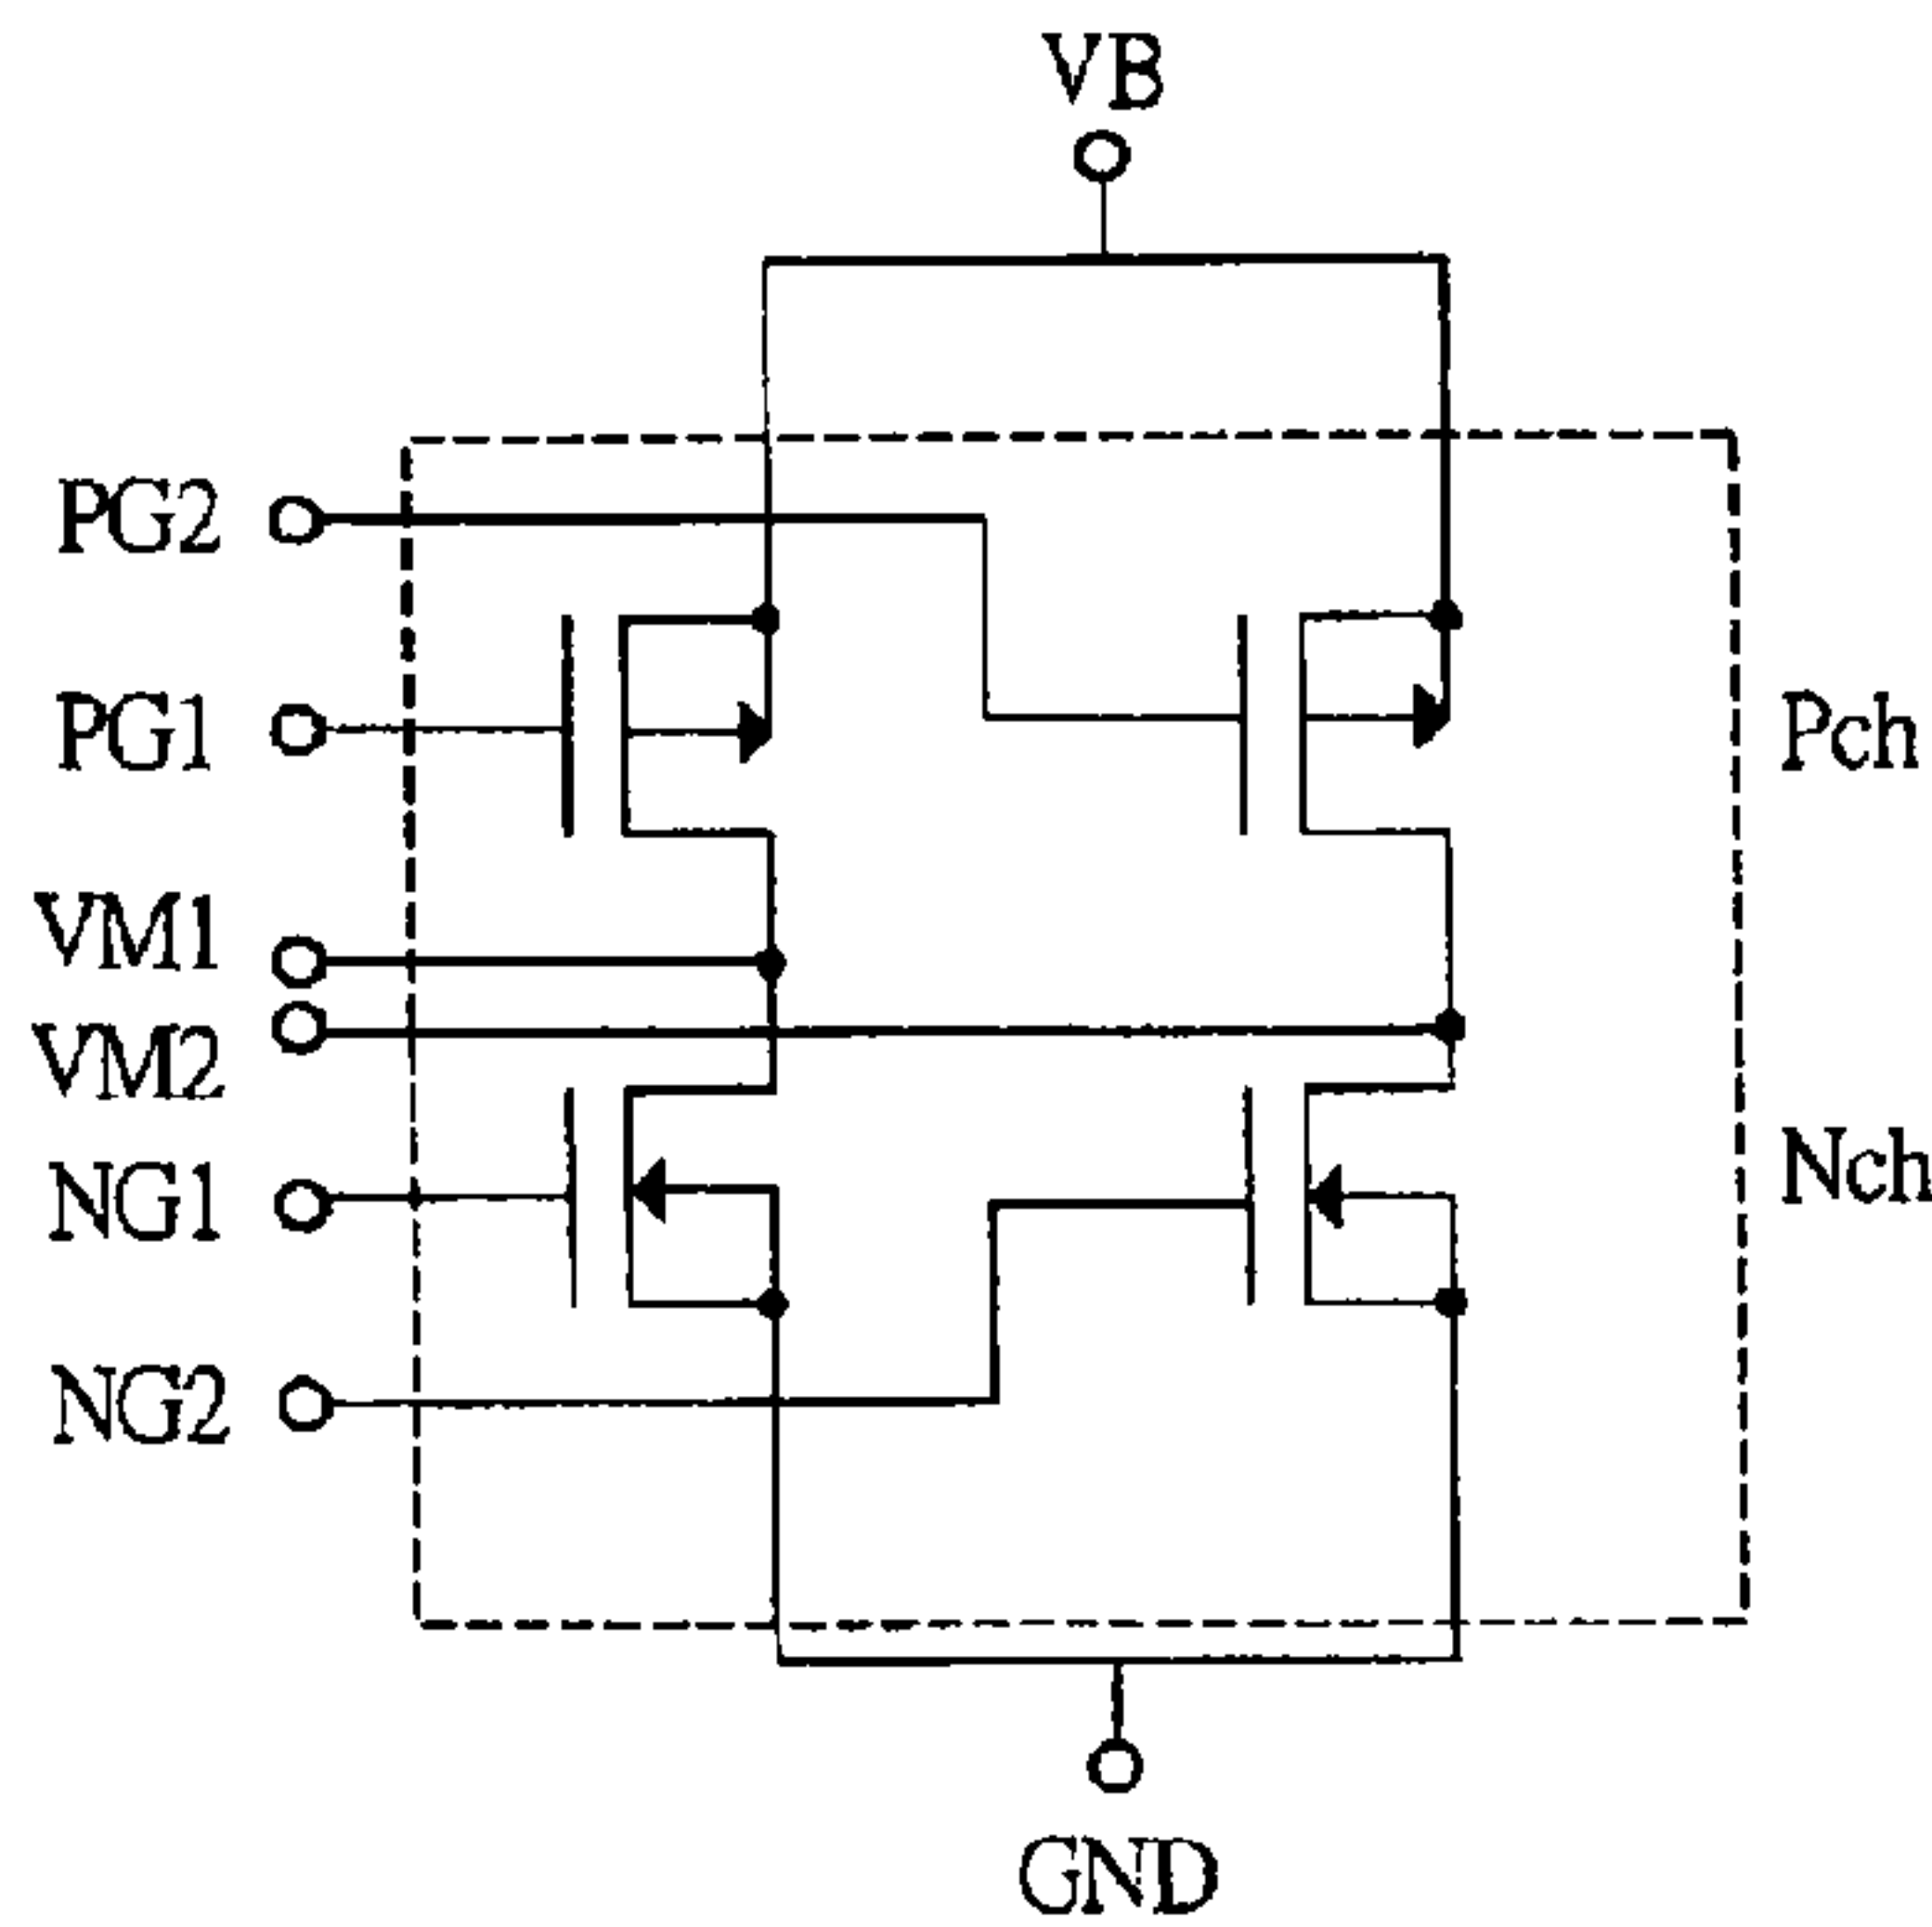 VB
PG2
PG1
Pch
VM1
VM2
NG1
Nch
NG2
GND